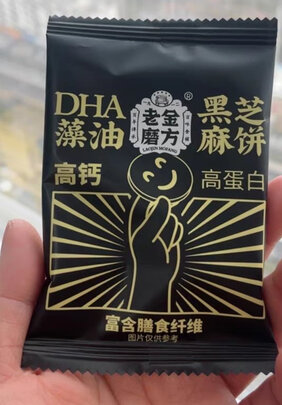 DHA
藻油
老金
磨方
LAOJIN MOFANG
®
黑芝
麻饼
高钙
高蛋白
富含膳食纤维
图片仅供参考